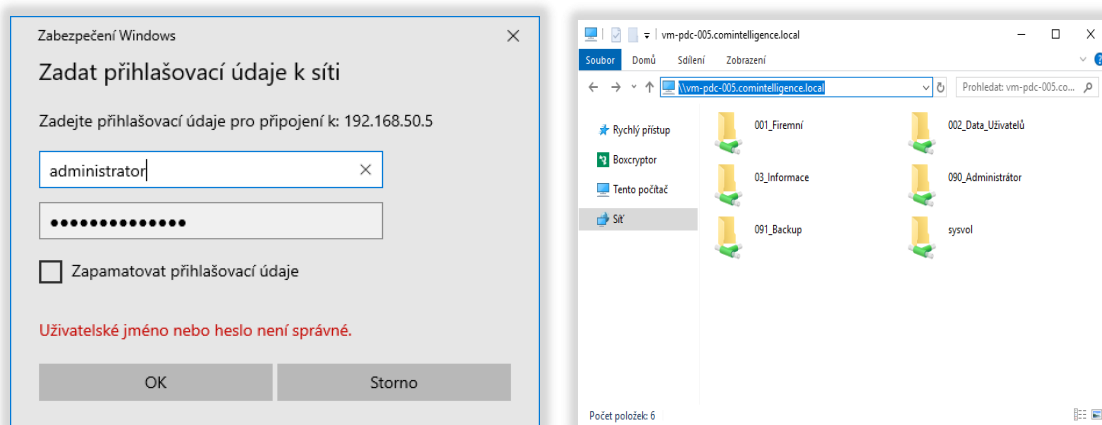 Zabezpečení Windows
Zadat přihlašovací údaje k síti
Zadejte přihlašovací údaje pro připojení k: 192.168.50.5
administrator
Zapamatovat přihlašovací údaje
Uživatelské jméno nebo heslo není správné.
OK
Storno
vm-pdc-005.comintelligence.local
Soubor Domů Sdílení Zobrazení
\\vm-pdc-005.comintelligence.local
Prohledat: vm-pdc-005.co...
Rychlý přístup
Boxcryptor
Tento počítač
Síť
001_Firemní
002_Data_Uživatelů
03_Informace
090_Administrátor
091_Backup
sysvol
Počet položek: 6